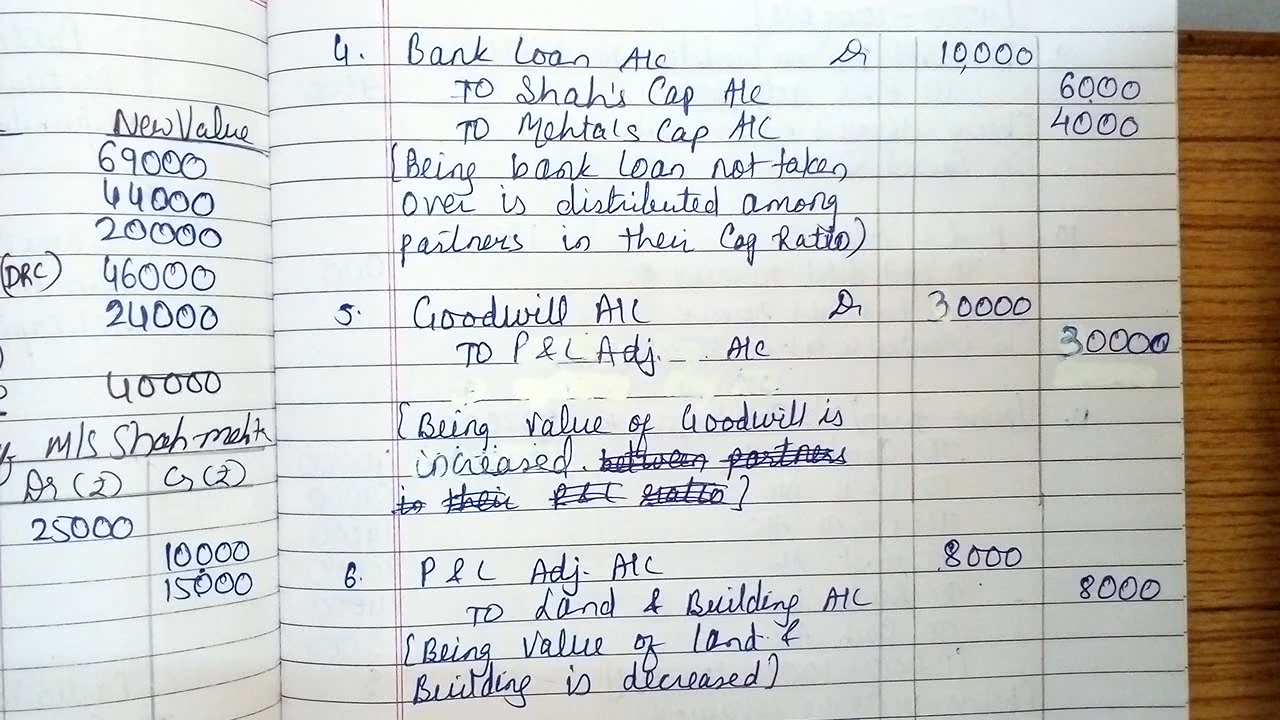 New Value
69000
44000
20000
(DRC) 46000
24000
40000
M/s Shah-meht
Dr (₹) Cr (₹)
25000
10,000
15000
4. Bank Loan A/c Dr 10,000
TO Shah's Cap A/c 6000
TO Mehta's Cap A/C 4000
[Being bank loan not taken
over is distributed among
partners in their Cap Ratio)
5. Goodwill A/C Dr 30000
TO P & L Adj. A/c 30000
[Being value of Goodwill is
increased. between partners
in their P&L ratio]
6. P & L Adj. A/C 8000
TO Land & Building A/C 8000
[Being Value of land &
Building is decreased]